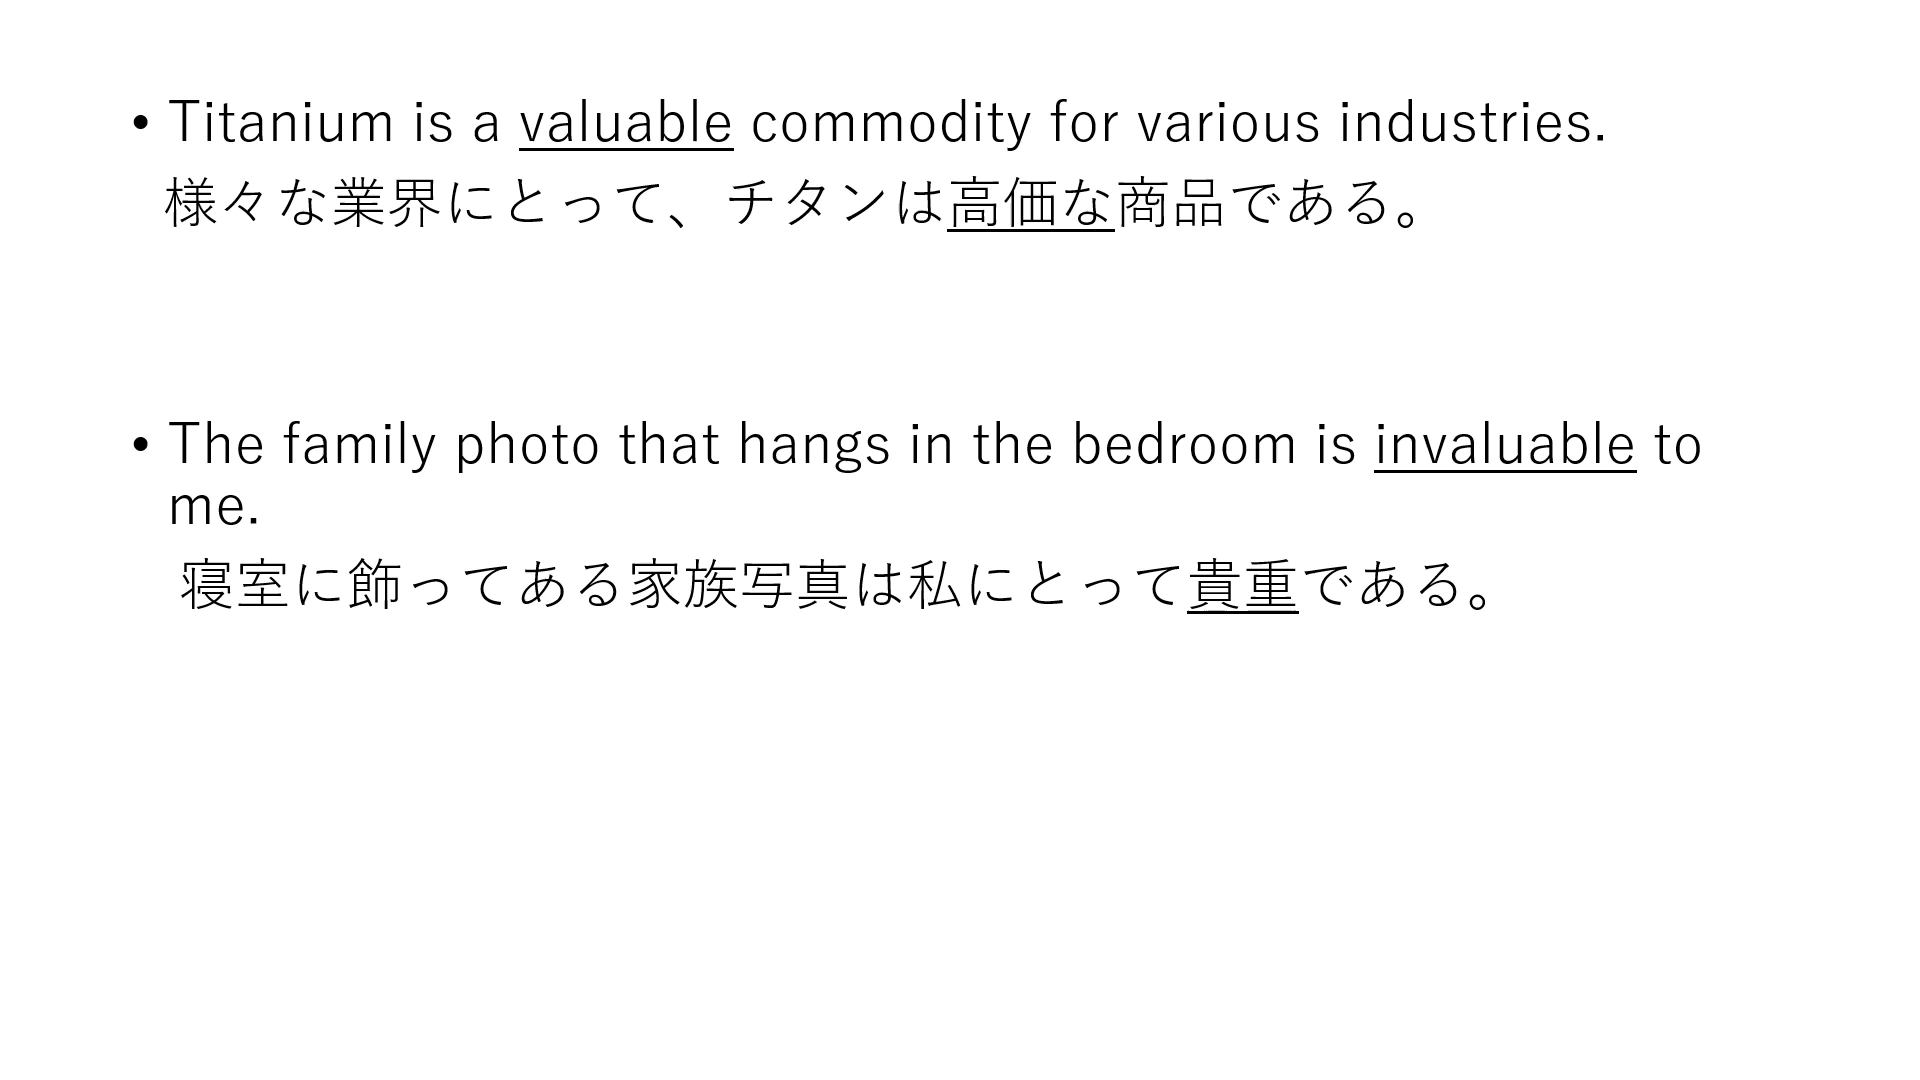 • Titanium is a valuable commodity for various industries.
様々な業界にとって、チタンは高価な商品である。
• The family photo that hangs in the bedroom is invaluable to
me.
寝室に飾ってある家族写真は私にとって貴重である。